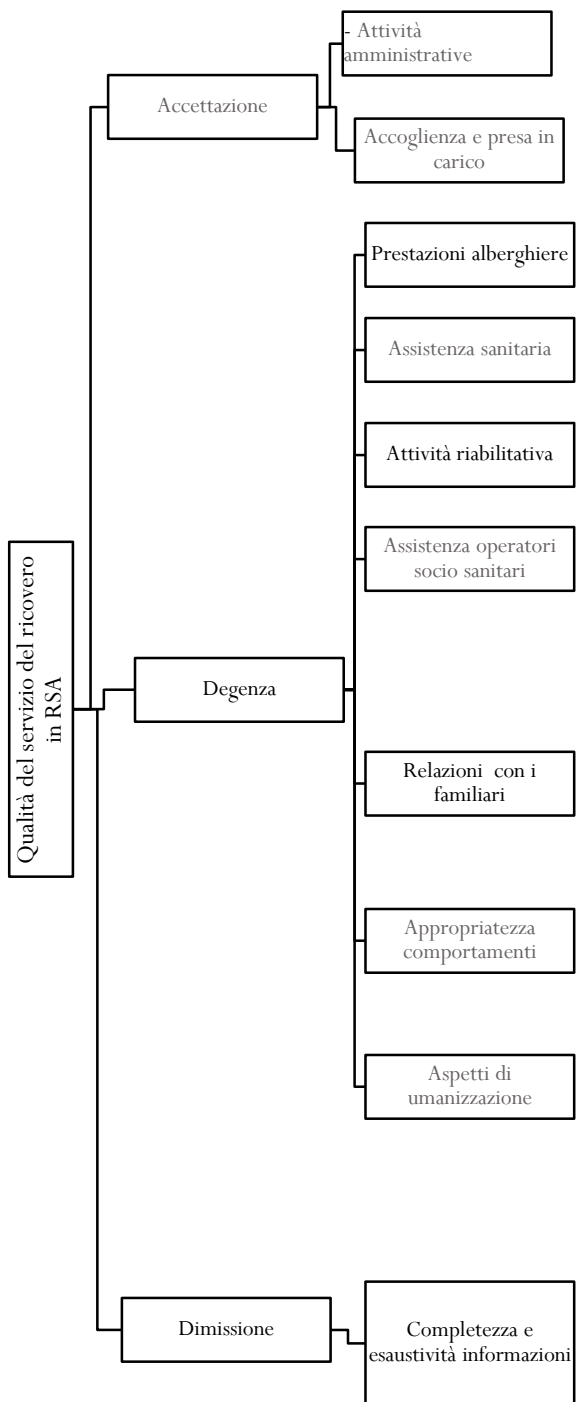 - Attività
amministrative
Accettazione
Accoglienza e presa in
carico
Prestazioni alberghiere
Assistenza sanitaria
Attività riabilitativa
Assistenza operatori
socio sanitari
Qualità del servizio del ricovero
in RSA
Degenza
Relazioni con i
familiari
Appropriatezza
comportamenti
Aspetti di
umanizzazione
Dimissione
Completezza e
esaustività informazioni